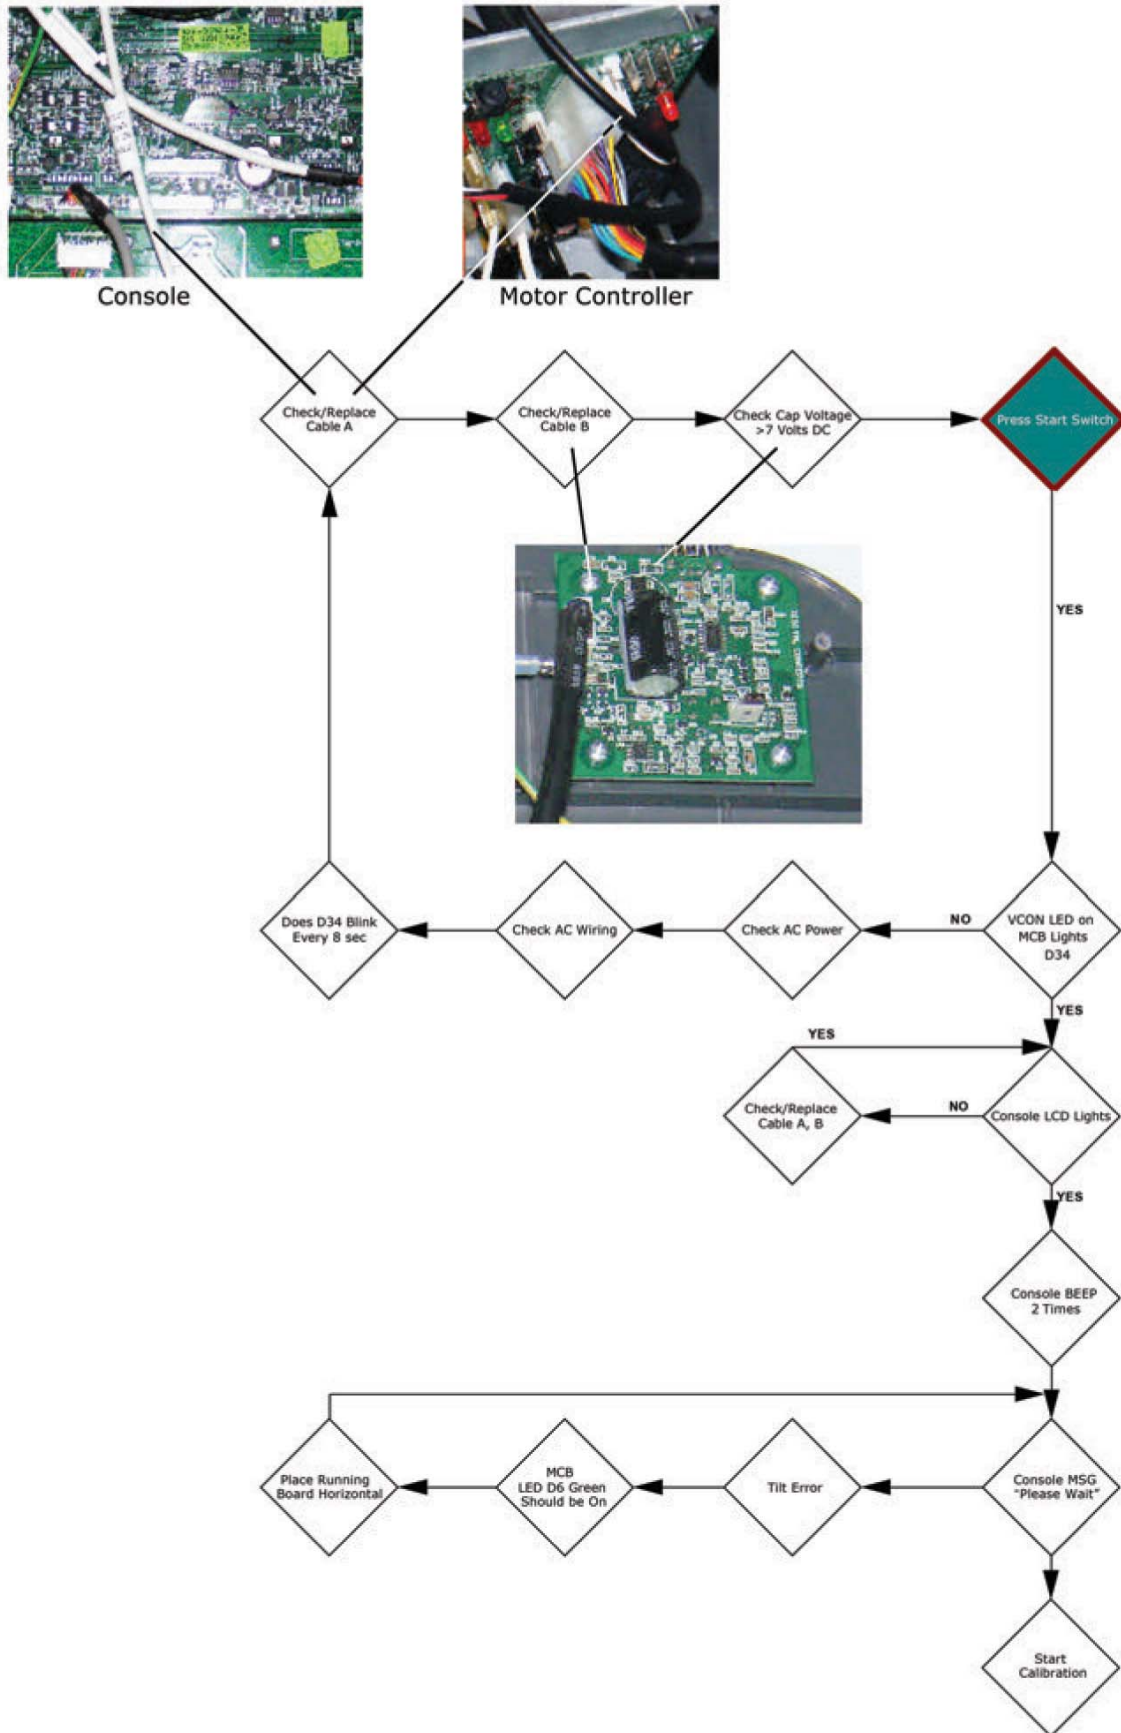 Console
Motor Controller
Check/Replace
Cable A
Check/Replace
Cable B
Check Cap Voltage
>7 Volts DC
Press Start Switch
YES
Does D34 Blink
Every 8 sec
Check AC Wiring
Check AC Power
NO
VCON LED on
MCB Lights
D34
YES
YES
Check/Replace
Cable A, B
NO
Console LCD Lights
YES
Console BEEP
2 Times
Place Running
Board Horizontal
MCB
LED D6 Green
Should be On
Tilt Error
Console MSG
"Please Wait"
Start
Calibration